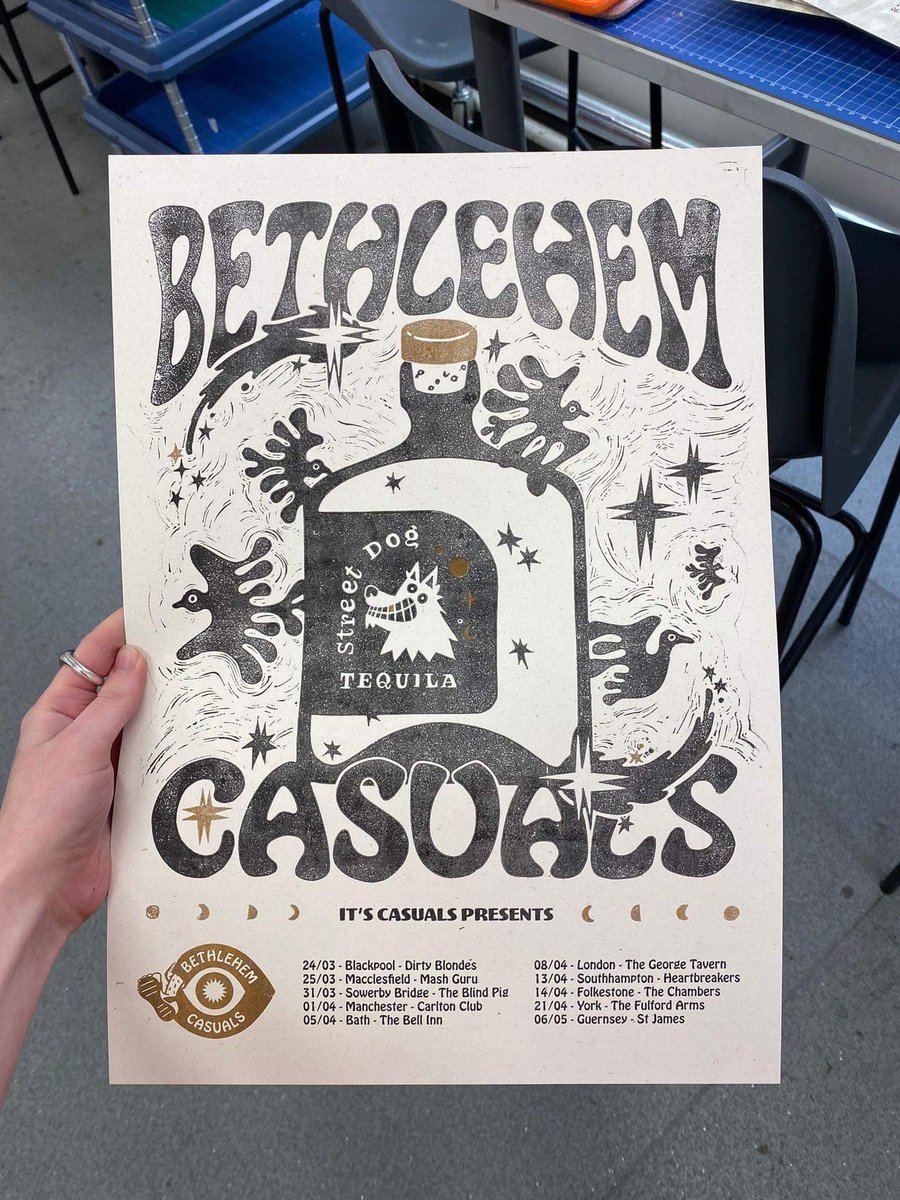 BETHLEHEM
Street Dog
TEQUILA
CASUALS
IT'S CASUALS PRESENTS
BETHLEHEM
CASUALS
24/03 - Blackpool - Dirty Blonde's
25/03 - Macclesfield - Mash Guru
31/03 - Sowerby Bridge - The Blind Pig
01/04 - Manchester - Carlton Club
05/04 - Bath - The Bell Inn
08/04 - London - The George Tavern
13/04 - Southhampton - Heartbreakers
14/04 - Folkestone - The Chambers
21/04 - York - The Fulford Arms
06/05 - Guernsey - St James